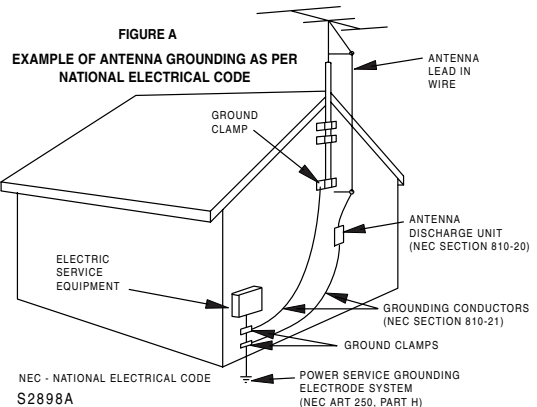 FIGURE A
EXAMPLE OF ANTENNA GROUNDING AS PER
NATIONAL ELECTRICAL CODE
ANTENNA
LEAD IN
WIRE
GROUND
CLAMP
ANTENNA
DISCHARGE UNIT
(NEC SECTION 810-20)
ELECTRIC
SERVICE
EQUIPMENT
GROUNDING CONDUCTORS
(NEC SECTION 810-21)
GROUND CLAMPS
NEC - NATIONAL ELECTRICAL CODE
S2898A
POWER SERVICE GROUNDING
ELECTRODE SYSTEM
(NEC ART 250, PART H)